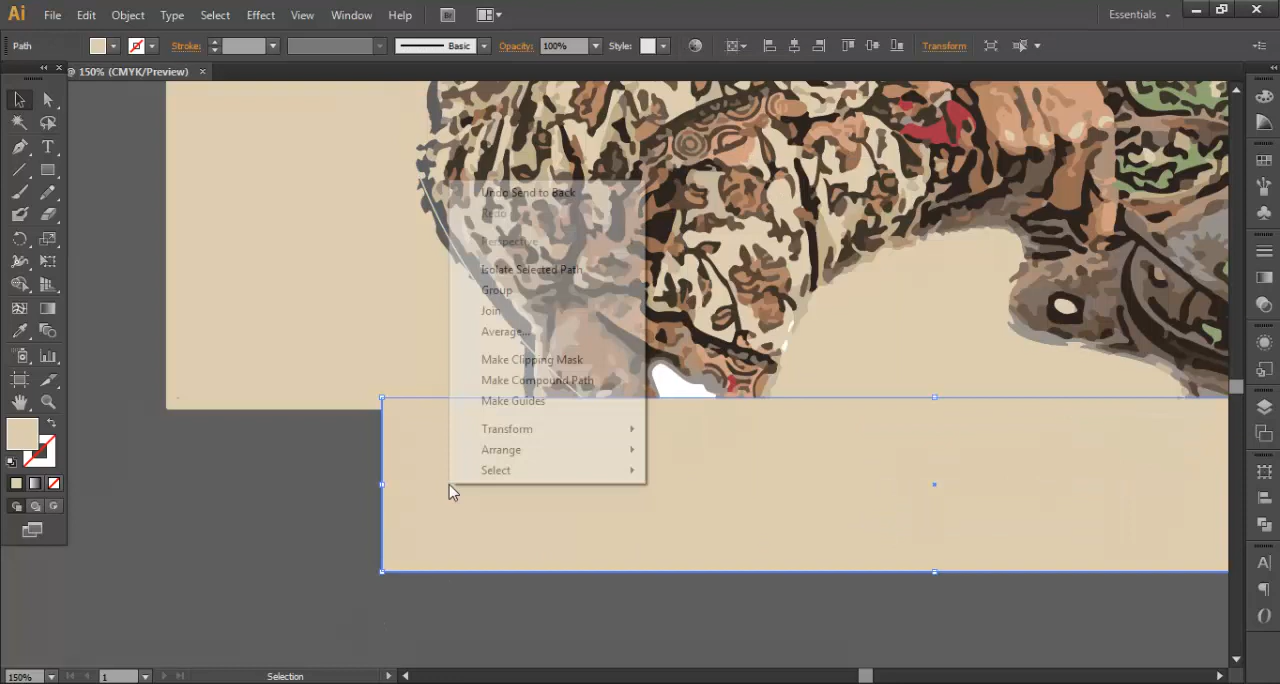 Ai File Edit Object Type Select Effect View Window Help Br Essentials
Path Stroke: Basic Opacity: 100% Style: Transform
@ 150% (CMYK/Preview)
Undo Send to Back
Redo
Perspective
Isolate Selected Path
Group
Join
Average...
Make Clipping Mask
Make Compound Path
Make Guides
Transform
Arrange
Select
150% 1 Selection